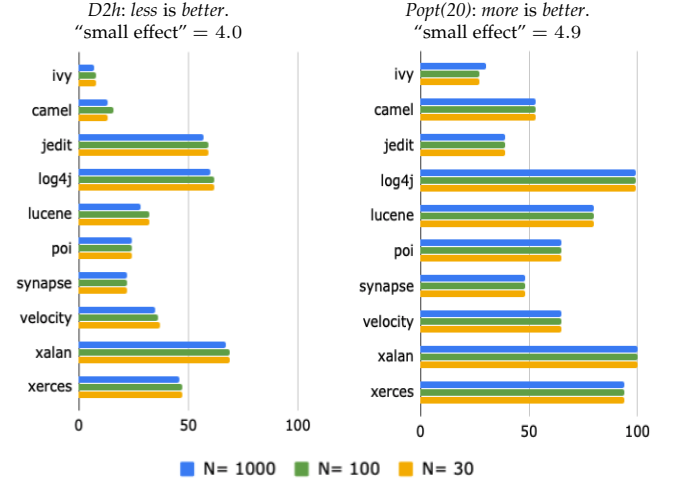 D2h: less is better.
“small effect” = 4.0
ivy
camel
jedit
log4j
lucene
poi
synapse
velocity
xalan
xerces
0 50 100
Popt(20): more is better.
“small effect” = 4.9
ivy
camel
jedit
log4j
lucene
poi
synapse
velocity
xalan
xerces
0 50 100
N= 1000 N= 100 N= 30